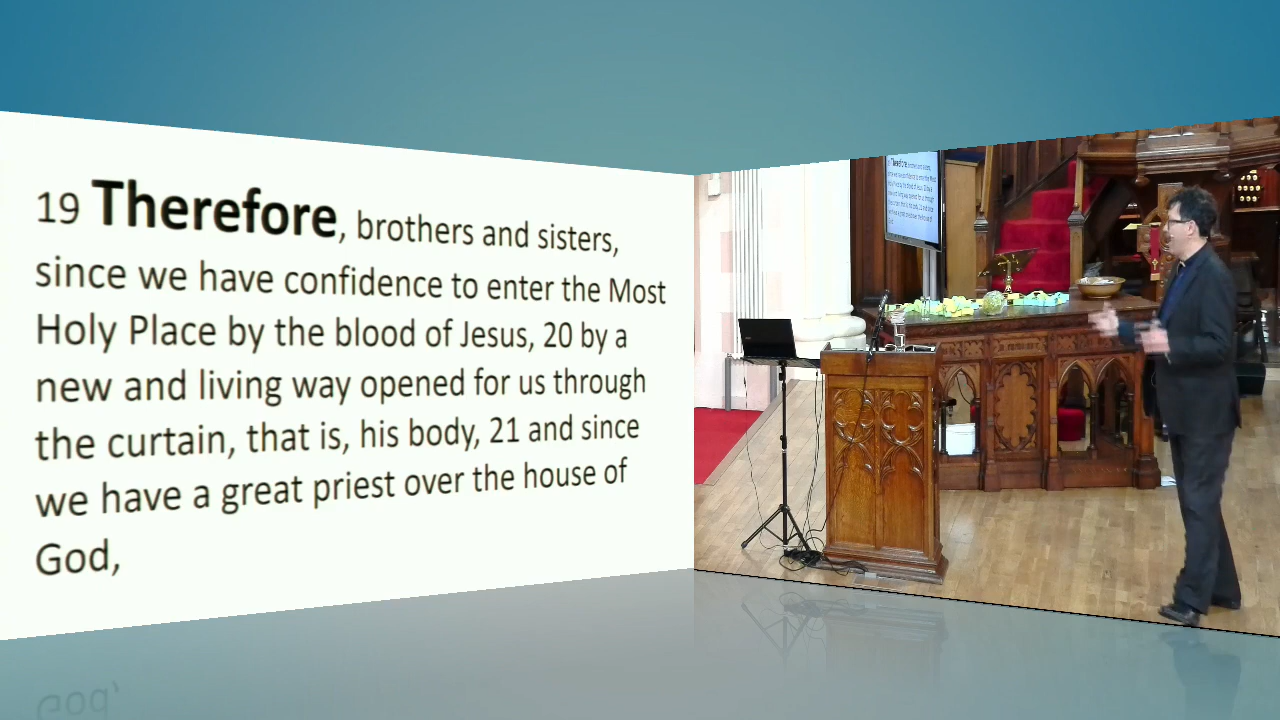 19 Therefore, brothers and sisters,
since we have confidence to enter the Most
Holy Place by the blood of Jesus, 20 by a
new and living way opened for us through
the curtain, that is, his body, 21 and since
we have a great priest over the house of
God,